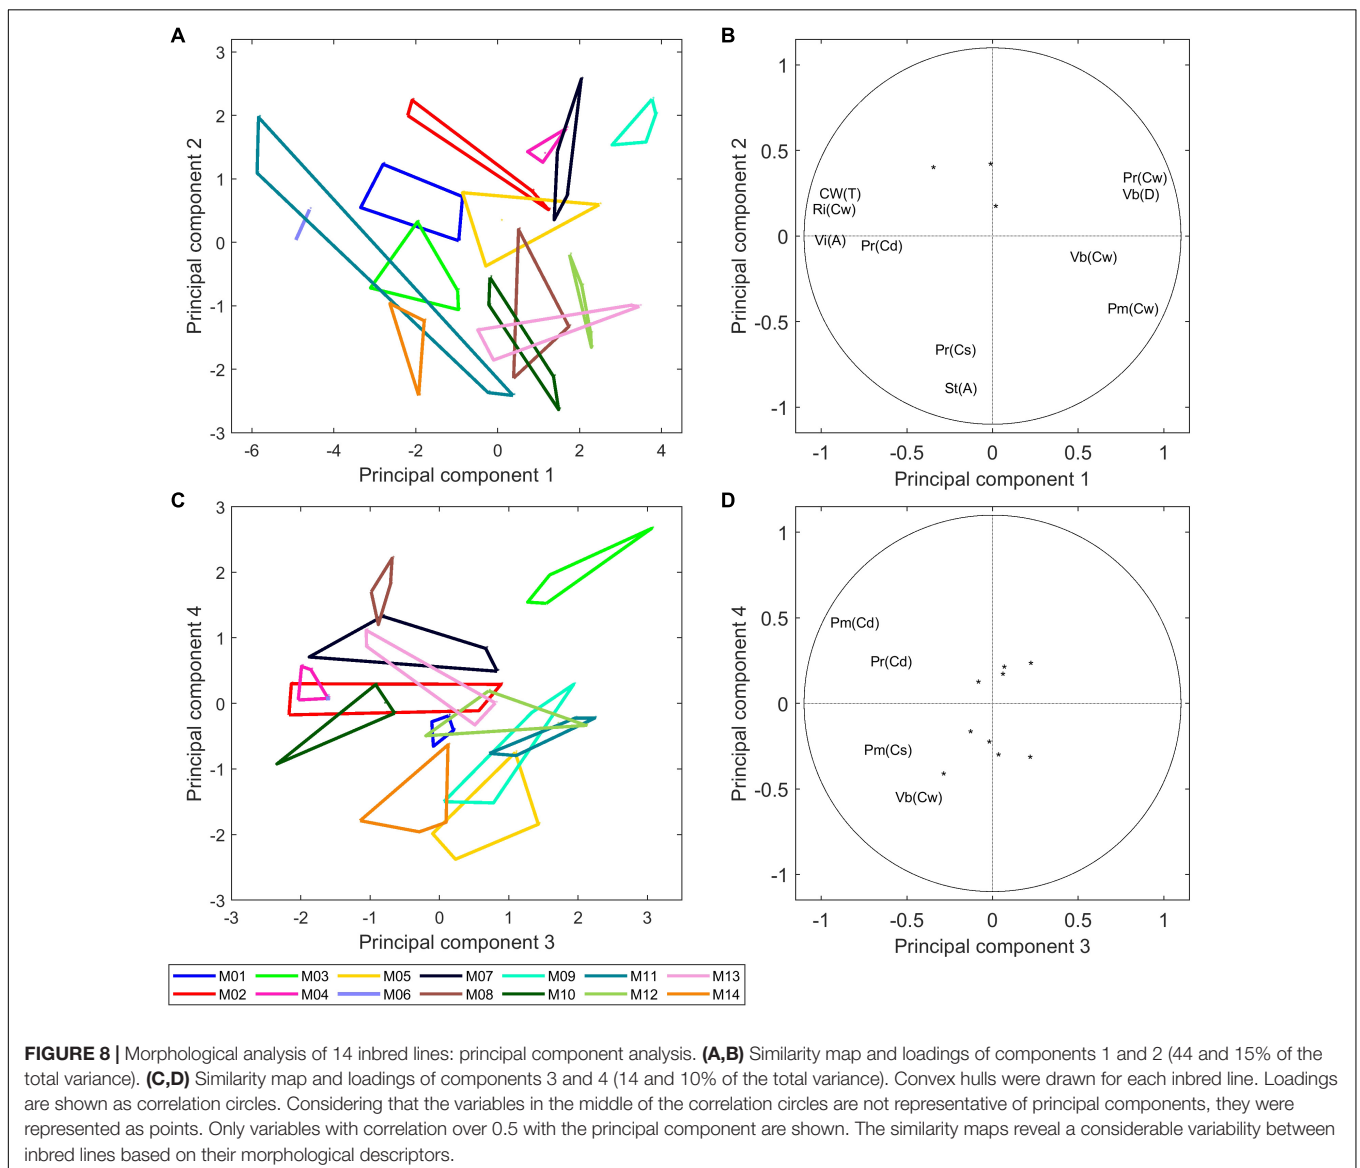 A
3
2
1
0
-1
-2
-3
-6
-4
-2
0
2
4
Principal component 2
Principal component 1
B
1
0.5
0
-0.5
-1
-1
-0.5
0
0.5
1
Principal component 2
Principal component 1
*
*
*
Pr(Cw)
CW(T)
Vb(D)
Ri(Cw)
Vi(A)
Pr(Cd)
Vb(Cw)
Pm(Cw)
Pr(Cs)
St(A)
C
3
2
1
0
-1
-2
-3
-3
-2
-1
0
1
2
3
Principal component 4
Principal component 3
D
1
0.5
0
-0.5
-1
-1
-0.5
0
0.5
1
Principal component 4
Principal component 3
Pm(Cd)
Pr(Cd)
*
*
*
*
*
*
*
*
*
Pm(Cs)
Vb(Cw)
M01 M03 M05 M07 M09 M11 M13
M02 M04 M06 M08 M10 M12 M14
FIGURE 8 | Morphological analysis of 14 inbred lines: principal component analysis. (A,B) Similarity map and loadings of components 1 and 2 (44 and 15% of the
total variance). (C,D) Similarity map and loadings of components 3 and 4 (14 and 10% of the total variance). Convex hulls were drawn for each inbred line. Loadings
are shown as correlation circles. Considering that the variables in the middle of the correlation circles are not representative of principal components, they were
represented as points. Only variables with correlation over 0.5 with the principal component are shown. The similarity maps reveal a considerable variability between
inbred lines based on their morphological descriptors.